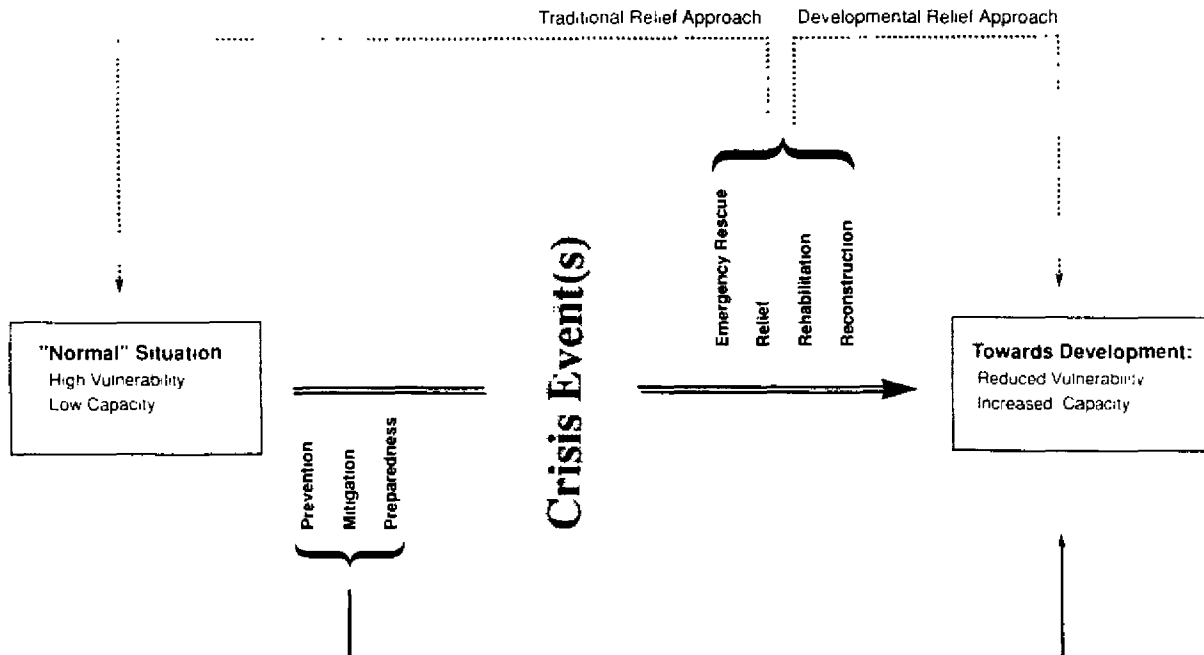 Traditional Relief Approach
Developmental Relief Approach
Emergency Rescue
Relief
Rehabilitation
Reconstruction
Crisis Event(s)
"Normal" Situation
High Vulnerability
Low Capacity
Towards Development:
Reduced Vulnerability
Increased Capacity
Prevention
Mitigation
Preparedness